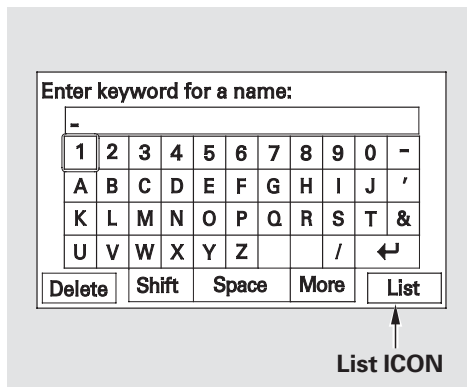 Enter keyword for a name:
-
1 2 3 4 5 6 7 8 9 0 -
A B C D E F G H I J ′
K L M N O P Q R S T &
U V W X Y Z / ↵
Delete Shift Space More List
List ICON